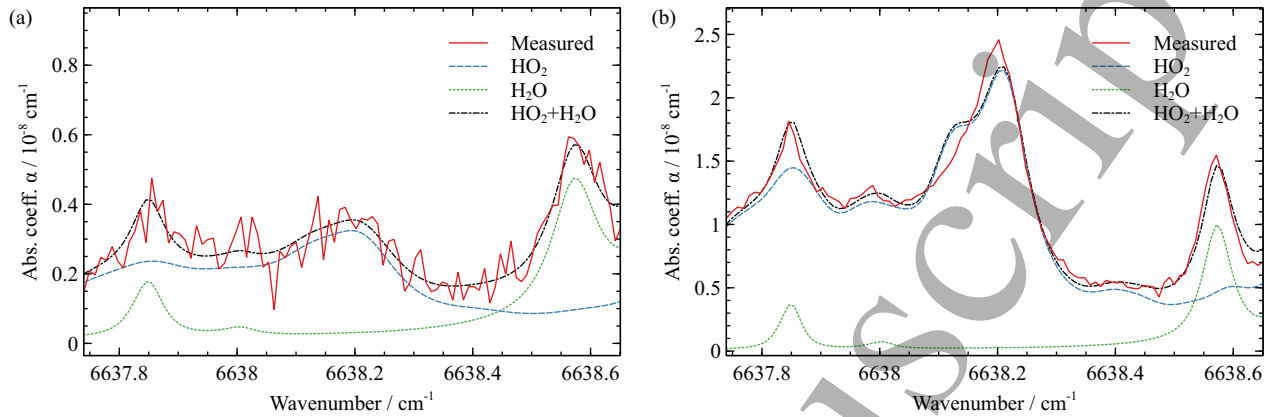 (a)
Measured
HO₂
H₂O
HO₂+H₂O
0.8
0.6
0.4
0.2
0
Abs. coeff. α / 10⁻⁸ cm⁻¹
6637.8 6638 6638.2 6638.4 6638.6
Wavenumber / cm⁻¹
(b)
Measured
HO₂
H₂O
HO₂+H₂O
2.5
2
1.5
1
0.5
0
Abs. coeff. α / 10⁻⁸ cm⁻¹
6637.8 6638 6638.2 6638.4 6638.6
Wavenumber / cm⁻¹
uscrip